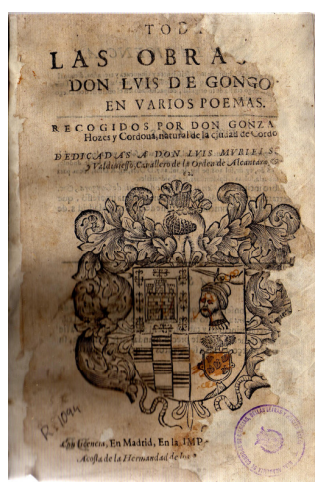 TOD
LAS OBRAS
DON LVIS DE GONGO
EN VARIOS POEMAS.
RECOGIDOS POR DON GONZA
Hozes y Cordoua, natural de la Ciudad de Cordo
DEDICADAS A DON LVIS MVRIEL S
y Valdiuiesso, Cauallero de la Orden de Alcantara,
R-1094
Con licencia, En Madrid, En la IMP
Acosta de la Hermandad de los